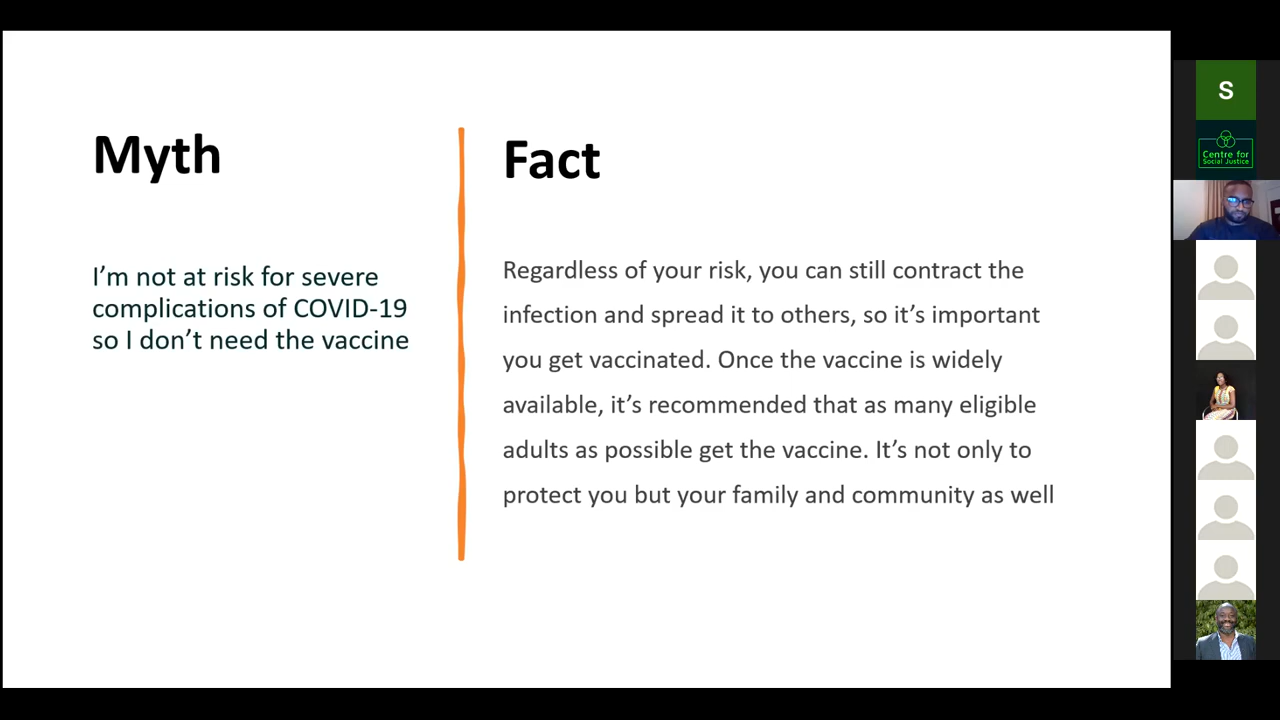 Myth
I’m not at risk for severe
complications of COVID-19
so I don’t need the vaccine
Fact
Regardless of your risk, you can still contract the
infection and spread it to others, so it’s important
you get vaccinated. Once the vaccine is widely
available, it’s recommended that as many eligible
adults as possible get the vaccine. It’s not only to
protect you but your family and community as well
S
Centre for
Social Justice